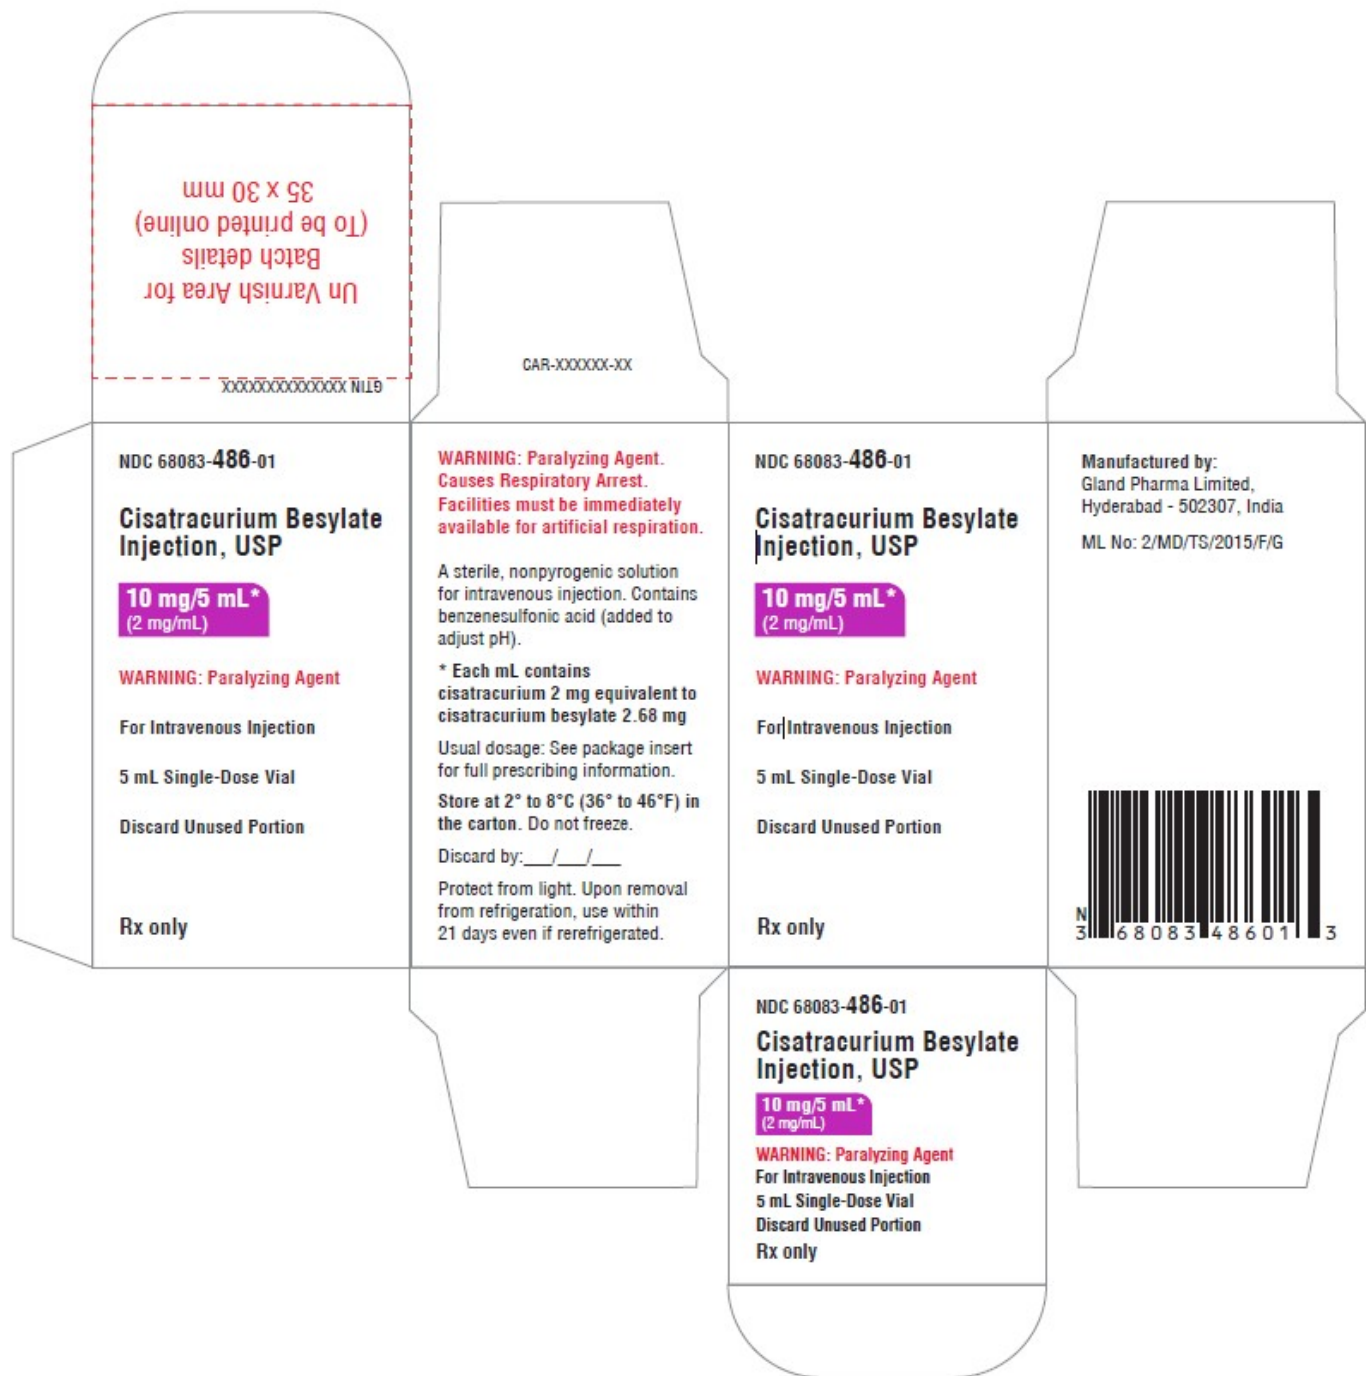 Un Varnish Area for
Batch details
(To be printed online)
35 x 30 mm
GTIN XXXXXXXXXXXXXX
CAR-XXXXXX-XX
NDC 68083-486-01
Cisatracurium Besylate
Injection, USP
10 mg/5 mL*
(2 mg/mL)
WARNING: Paralyzing Agent
For Intravenous Injection
5 mL Single-Dose Vial
Discard Unused Portion
Rx only
WARNING: Paralyzing Agent.
Causes Respiratory Arrest.
Facilities must be immediately
available for artificial respiration.
A sterile, nonpyrogenic solution
for intravenous injection. Contains
benzenesulfonic acid (added to
adjust pH).
* Each mL contains
cisatracurium 2 mg equivalent to
cisatracurium besylate 2.68 mg
Usual dosage: See package insert
for full prescribing information.
Store at 2° to 8°C (36° to 46°F) in
the carton. Do not freeze.
Discard by:___/___/___
Protect from light. Upon removal
from refrigeration, use within
21 days even if rerefrigerated.
NDC 68083-486-01
Cisatracurium Besylate
Injection, USP
10 mg/5 mL*
(2 mg/mL)
WARNING: Paralyzing Agent
For Intravenous Injection
5 mL Single-Dose Vial
Discard Unused Portion
Rx only
Manufactured by:
Gland Pharma Limited,
Hyderabad - 502307, India
ML No: 2/MD/TS/2015/F/G
N
3 68083 48601 3
NDC 68083-486-01
Cisatracurium Besylate
Injection, USP
10 mg/5 mL*
(2 mg/mL)
WARNING: Paralyzing Agent
For Intravenous Injection
5 mL Single-Dose Vial
Discard Unused Portion
Rx only